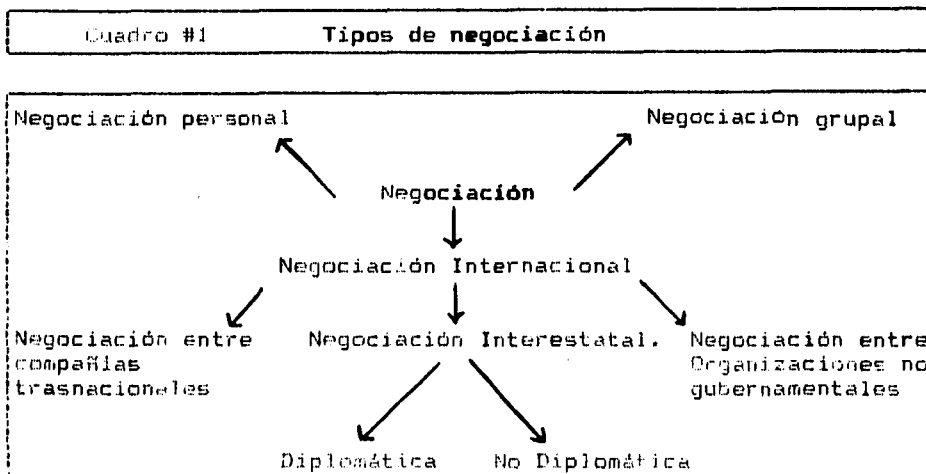 Cuadro #1 Tipos de negociación
Negociación personal Negociación grupal
Negociación
Negociación Internacional
Negociación entre compañías trasnacionales
Negociación Interestatal.
Negociación entre Organizaciones no gubernamentales
Diplomática No Diplomática